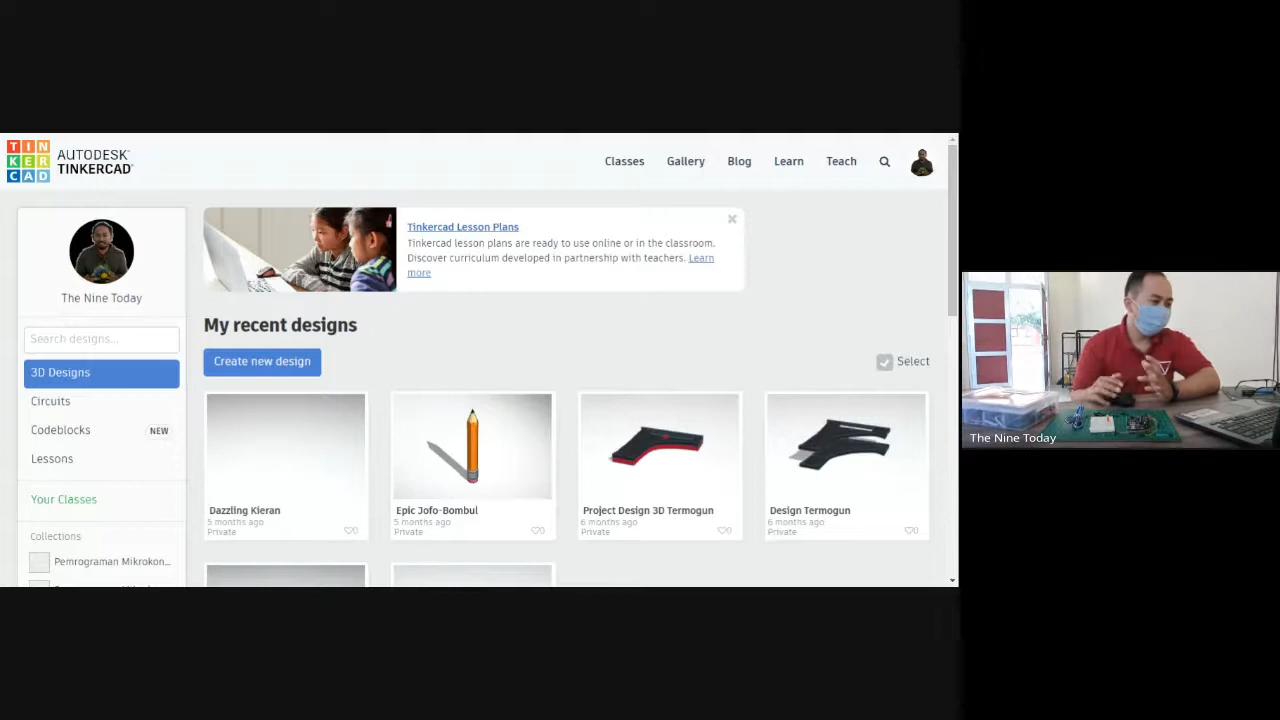 TIN
KER
CAD
AUTODESK
TINKERCAD
Classes
Gallery
Blog
Learn
Teach
The Nine Today
Search designs...
3D Designs
Circuits
Codeblocks
NEW
Lessons
Your Classes
Collections
Pemrograman Mikrokon...
Tinkercad Lesson Plans
Tinkercad lesson plans are ready to use online or in the classroom.
Discover curriculum developed in partnership with teachers. Learn
more
My recent designs
Create new design
Select
Dazzling Kieran
5 months ago
Private
0
Epic Jofo-Bombul
5 months ago
Private
0
Project Design 3D Termogun
6 months ago
Private
0
Design Termogun
6 months ago
Private
0
The Nine Today